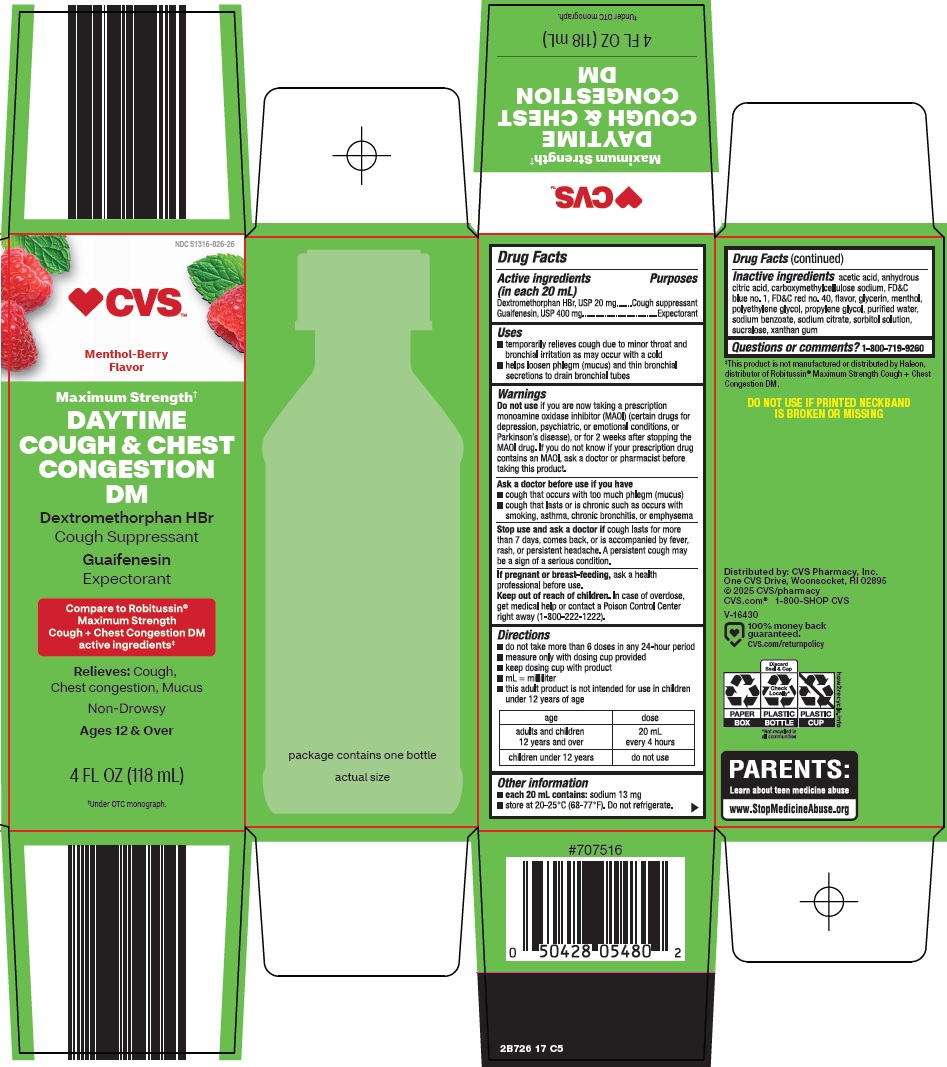 †Under OTC monograph.
4 FL OZ (118 mL)
DM
CONGESTION
COUGH & CHEST
DAYTIME
Maximum Strength†
CVS™
NDC 51316-826-26
CVS™
Menthol-Berry
Flavor
Maximum Strength†
DAYTIME
COUGH & CHEST
CONGESTION
DM
Dextromethorphan HBr
Cough Suppressant
Guaifenesin
Expectorant
Compare to Robitussin®
Maximum Strength
Cough + Chest Congestion DM
active ingredients‡
Relieves: Cough,
Chest congestion, Mucus
Non-Drowsy
Ages 12 & Over
4 FL OZ (118 mL)
†Under OTC monograph.
package contains one bottle
actual size
Drug Facts
Active ingredients Purposes
(in each 20 mL)
Dextromethorphan HBr, USP 20 mg.....Cough suppressant
Guaifenesin, USP 400 mg.....Expectorant
Uses
■ temporarily relieves cough due to minor throat and
bronchial irritation as may occur with a cold
■ helps loosen phlegm (mucus) and thin bronchial
secretions to drain bronchial tubes
Warnings
Do not use if you are now taking a prescription
monoamine oxidase inhibitor (MAOI) (certain drugs for
depression, psychiatric, or emotional conditions, or
Parkinson's disease), or for 2 weeks after stopping the
MAOI drug. If you do not know if your prescription drug
contains an MAOI, ask a doctor or pharmacist before
taking this product.
Ask a doctor before use if you have
■ cough that occurs with too much phlegm (mucus)
■ cough that lasts or is chronic such as occurs with
smoking, asthma, chronic bronchitis, or emphysema
Stop use and ask a doctor if cough lasts for more
than 7 days, comes back, or is accompanied by fever,
rash, or persistent headache. A persistent cough may
be a sign of a serious condition.
If pregnant or breast-feeding, ask a health
professional before use.
Keep out of reach of children. In case of overdose,
get medical help or contact a Poison Control Center
right away (1-800-222-1222).
Directions
■ do not take more than 6 doses in any 24-hour period
■ measure only with dosing cup provided
■ keep dosing cup with product
■ mL = milliliter
■ this adult product is not intended for use in children
under 12 years of age
age dose
adults and children 20 mL
12 years and over every 4 hours
children under 12 years do not use
Other information
■ each 20 mL contains: sodium 13 mg
■ store at 20-25°C (68-77°F). Do not refrigerate.
#707516
0 50428 05480 2
2B726 17 C5
Drug Facts (continued)
Inactive ingredients acetic acid, anhydrous
citric acid, carboxymethylcellulose sodium, FD&C
blue no. 1, FD&C red no. 40, flavor, glycerin, menthol,
polyethylene glycol, propylene glycol, purified water,
sodium benzoate, sodium citrate, sorbitol solution,
sucralose, xanthan gum
Questions or comments? 1-800-719-9260
‡This product is not manufactured or distributed by Haleon,
distributor of Robitussin® Maximum Strength Cough + Chest
Congestion DM.
DO NOT USE IF PRINTED NECKBAND
IS BROKEN OR MISSING
Distributed by: CVS Pharmacy, Inc.
One CVS Drive, Woonsocket, RI 02895
© 2025 CVS/pharmacy
CVS.com® 1-800-SHOP CVS
V-16430
100% money back
guaranteed.
CVS.com/returnpolicy
Discard
Seal & Cap
Check
Locally*
PAPER PLASTIC PLASTIC
BOX BOTTLE CUP
*Not recycled in
all communities
how2recycle.info
PARENTS:
Learn about teen medicine abuse
www.StopMedicineAbuse.org